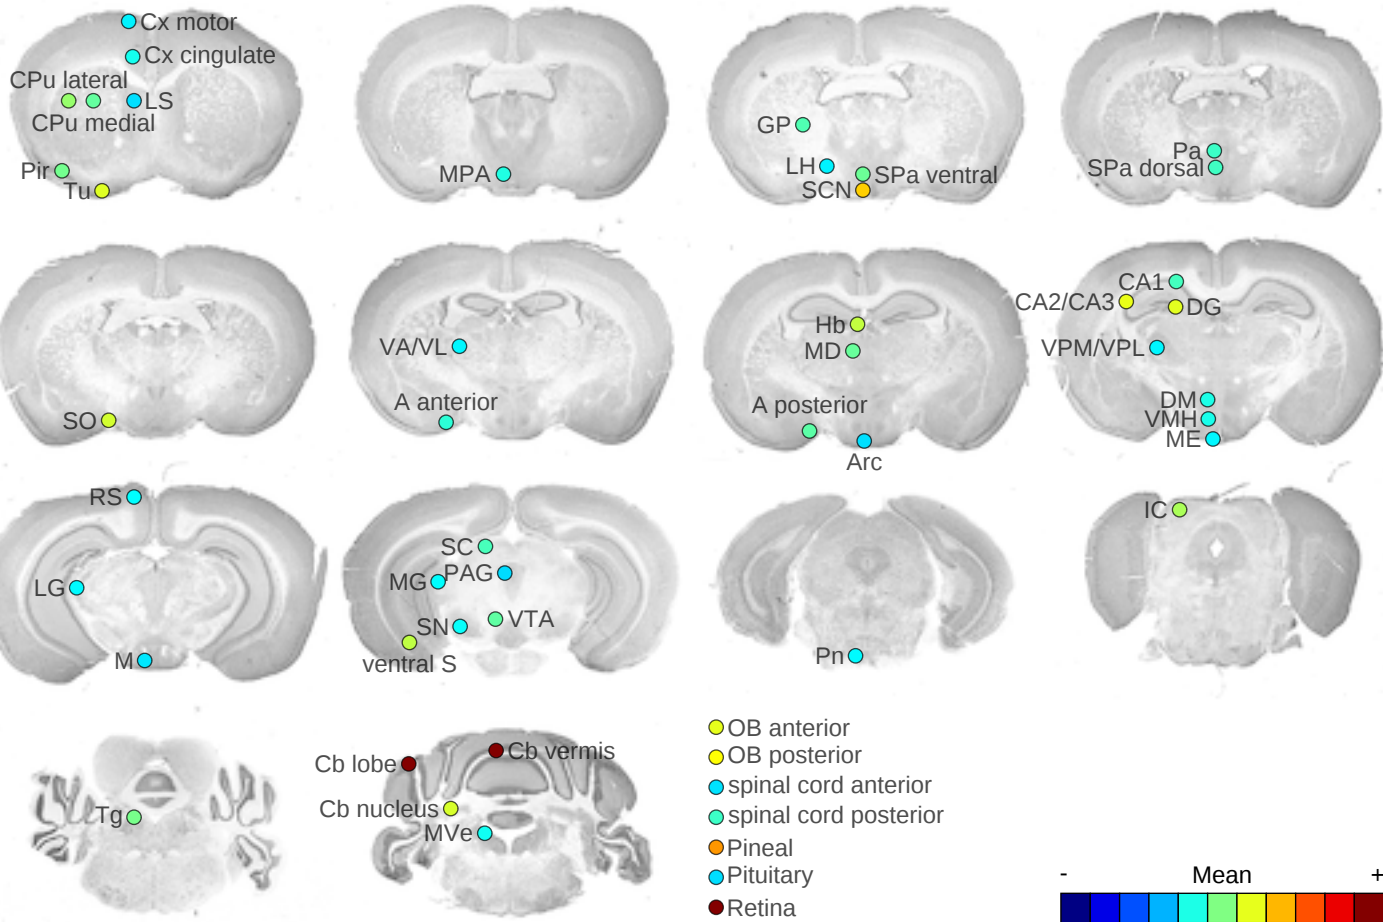 Cx motor
Cx cingulate
CPu lateral
LS
CPu medial
Pir
Tu
MPA
GP
LH
SPa ventral
SCN
Pa
SPa dorsal
SO
VA/VL
A anterior
Hb
MD
A posterior
Arc
CA1
CA2/CA3
DG
VPM/VPL
DM
VMH
ME
RS
LG
M
SC
MG
PAG
SN
VTA
ventral S
Pn
IC
Tg
Cb lobe
Cb vermis
Cb nucleus
MVe
OB anterior
OB posterior
spinal cord anterior
spinal cord posterior
Pineal
Pituitary
Retina
- Mean +